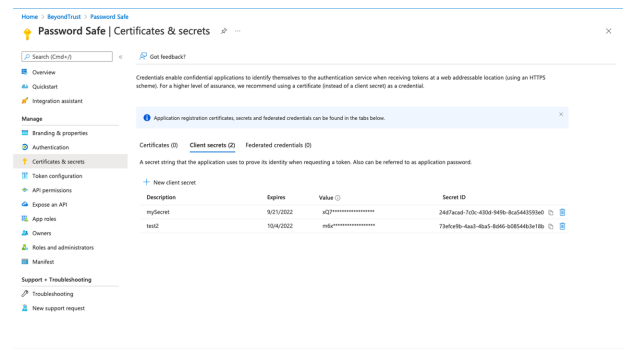 Home > BeyondTrust > Password Safe
Password Safe | Certificates & secrets
Search (Cmd+/)
Got feedback?
Overview
Quickstart
Integration assistant
Manage
Branding & properties
Authentication
Certificates & secrets
Token configuration
API permissions
Expose an API
App roles
Owners
Roles and administrators
Manifest
Support + Troubleshooting
Troubleshooting
New support request
Credentials enable confidential applications to identify themselves to the authentication service when receiving tokens at a web addressable location (using an HTTPS
scheme). For a higher level of assurance, we recommend using a certificate (instead of a client secret) as a credential.
Application registration certificates, secrets and federated credentials can be found in the tabs below.
Certificates (0) Client secrets (2) Federated credentials (0)
A secret string that the application uses to prove its identity when requesting a token. Also can be referred to as application password.
New client secret
Description Expires Value Secret ID
mySecret 9/21/2022 xQ7****************** 24d7acad-7c0c-430d-949b-8ca5443593e0
test2 10/4/2022 m6x****************** 73efce9b-4aa3-4ba5-8d46-b08544b3e18b